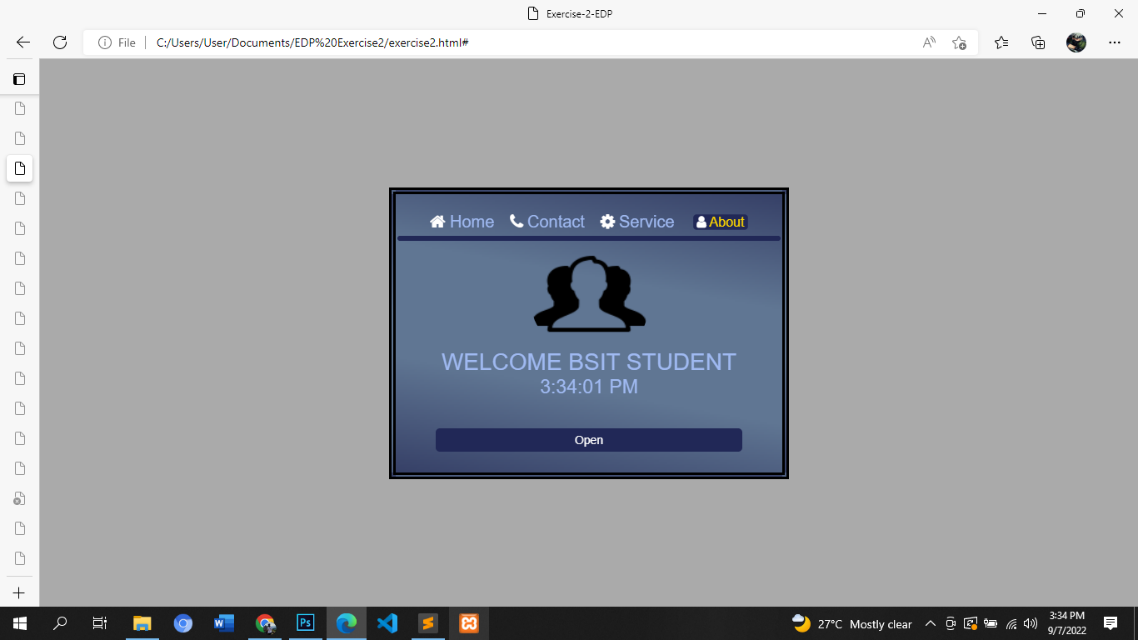 Exercise-2-EDP
File
C:/Users/User/Documents/EDP%20Exercise2/exercise2.html#
Home Contact Service About
WELCOME BSIT STUDENT
3:34:01 PM
Open
27°C Mostly clear
3:34 PM
9/7/2022